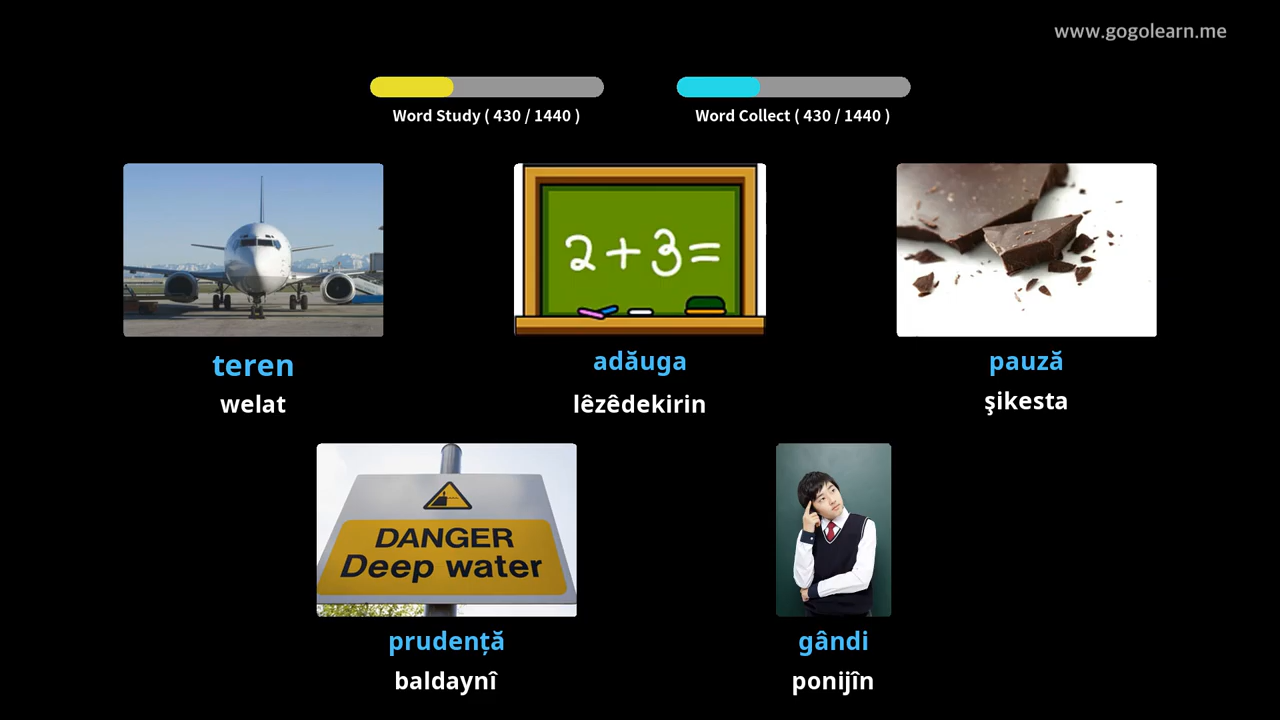 www.gogolearn.me
Word Study ( 430 / 1440 )
Word Collect ( 430 / 1440 )
2+3=
teren
welat
adăuga
lêzêdekirin
pauză
şikesta
DANGER
Deep water
prudență
baldaynî
gândi
ponijîn